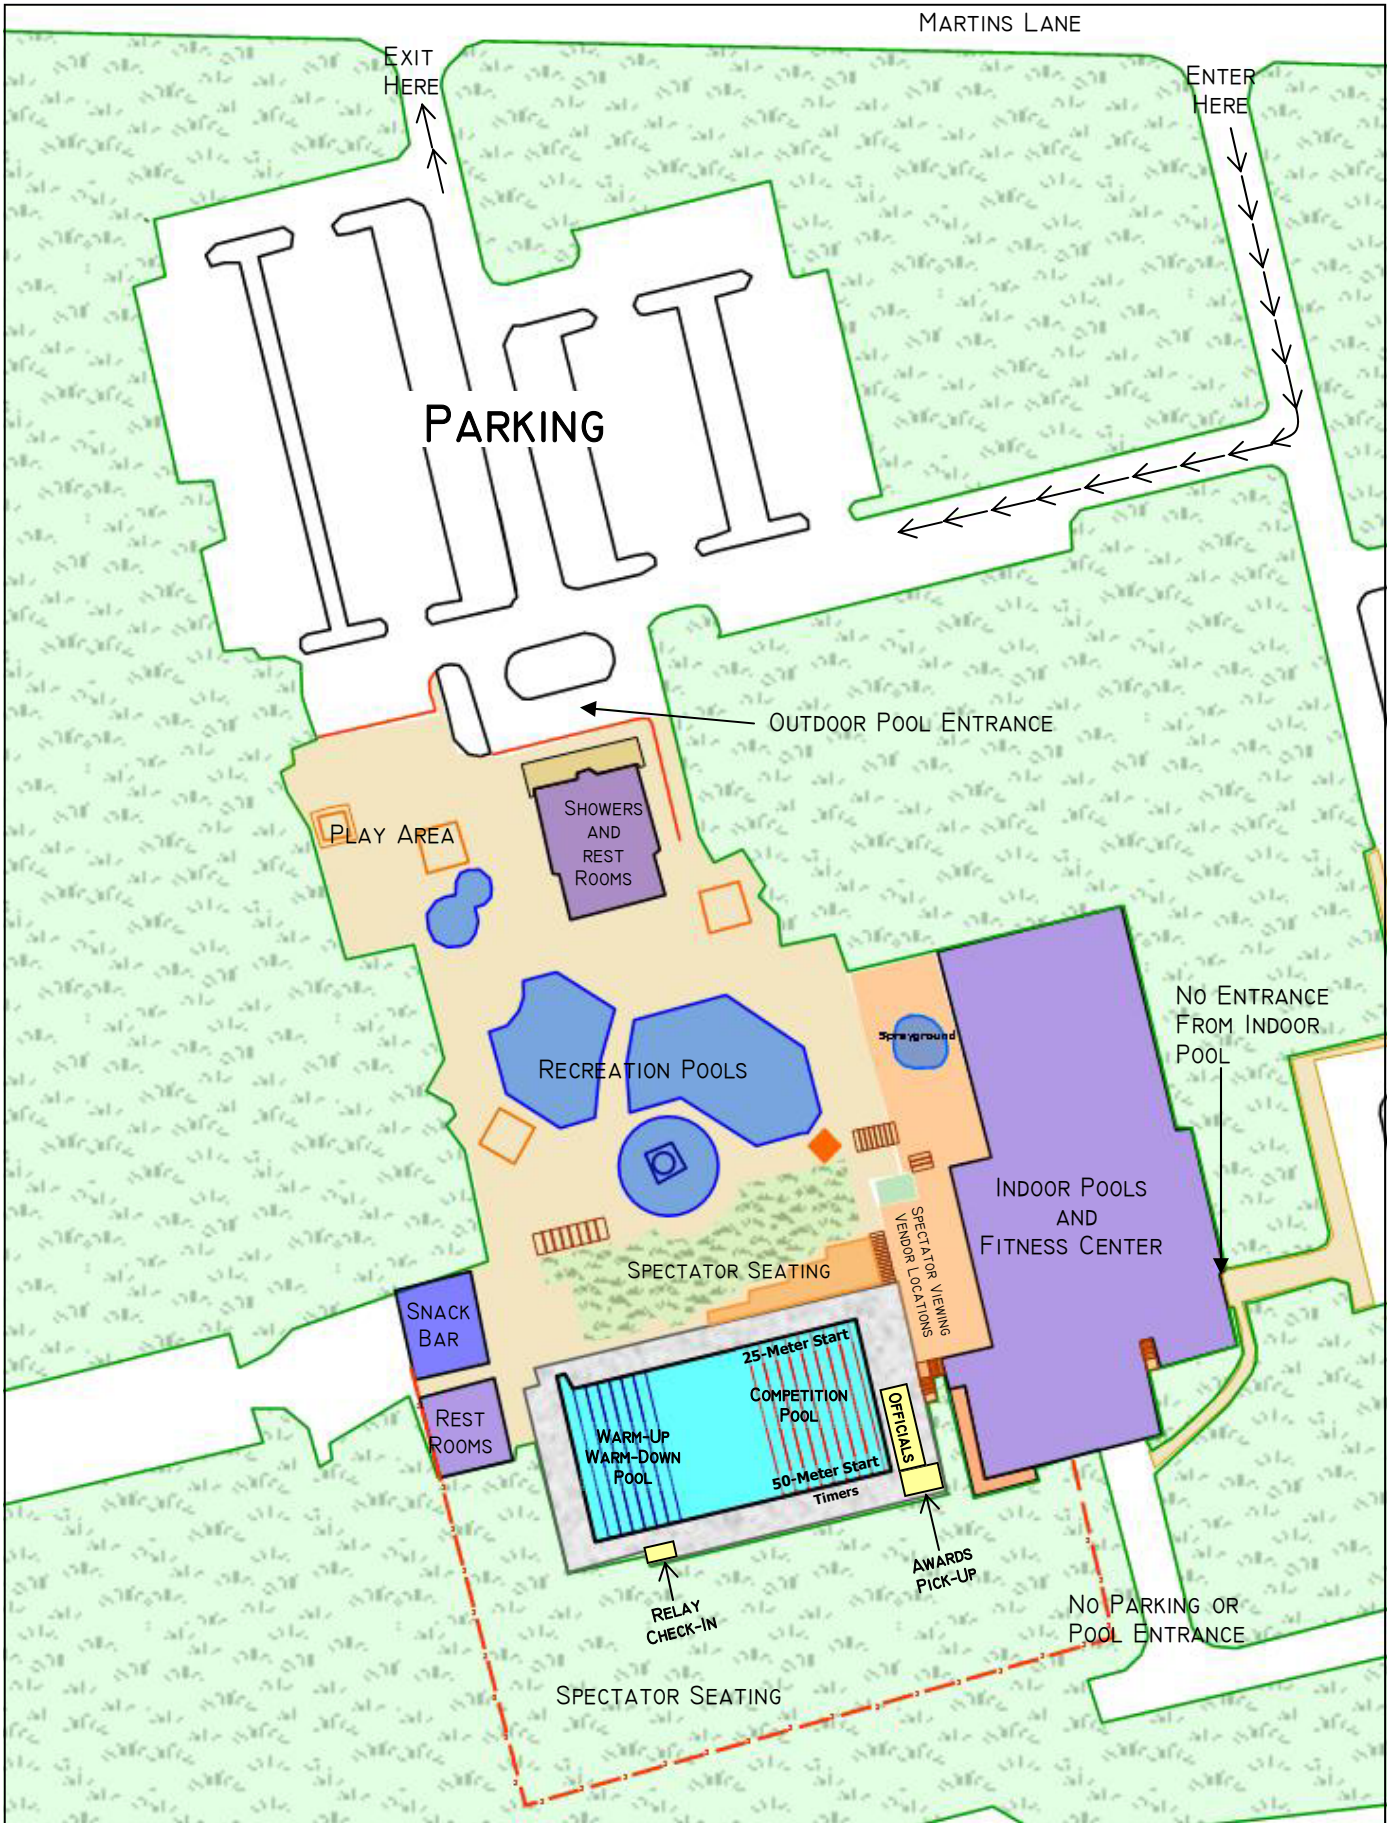 MARTINS LANE
EXIT
HERE
ENTER
HERE
PARKING
OUTDOOR POOL ENTRANCE
SHOWERS
AND
REST
ROOMS
PLAY AREA
NO ENTRANCE
FROM INDOOR
POOL
Sprayground
RECREATION POOLS
INDOOR POOLS
AND
FITNESS CENTER
SPECTATOR VIEWING
VENDOR LOCATIONS
SPECTATOR SEATING
SNACK
BAR
25-Meter Start
COMPETITION
POOL
OFFICIALS
REST
ROOMS
WARM-UP
WARM-DOWN
POOL
50-Meter Start
Timers
AWARDS
PICK-UP
RELAY
CHECK-IN
NO PARKING OR
POOL ENTRANCE
SPECTATOR SEATING